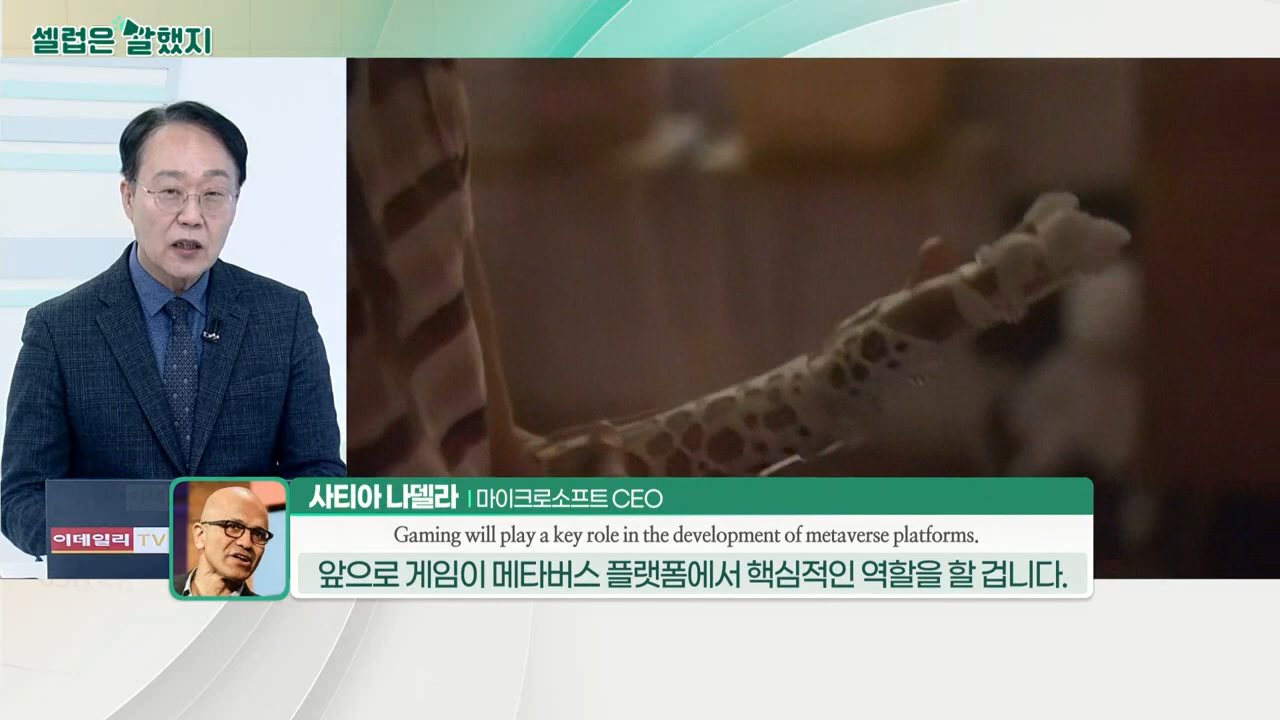 셀럽은 말했지
이데일리 TV
사티아 나델라 | 마이크로소프트 CEO
Gaming will play a key role in the development of metaverse platforms.
앞으로 게임이 메타버스 플랫폼에서 핵심적인 역할을 할 겁니다.